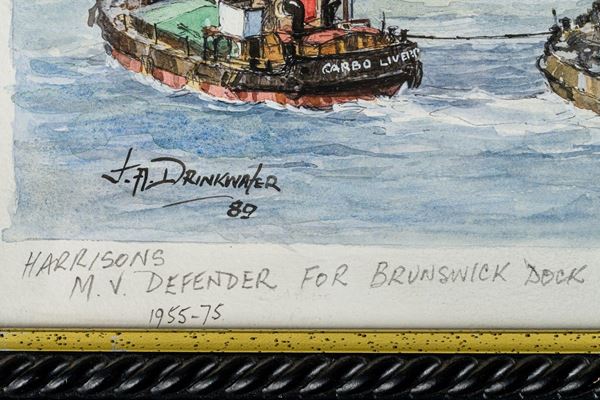 CARBO LIVER
J.A. DRINKWATER
89
HARRISONS
M.V. DEFENDER FOR BRUNSWICK DOCK
1955-75